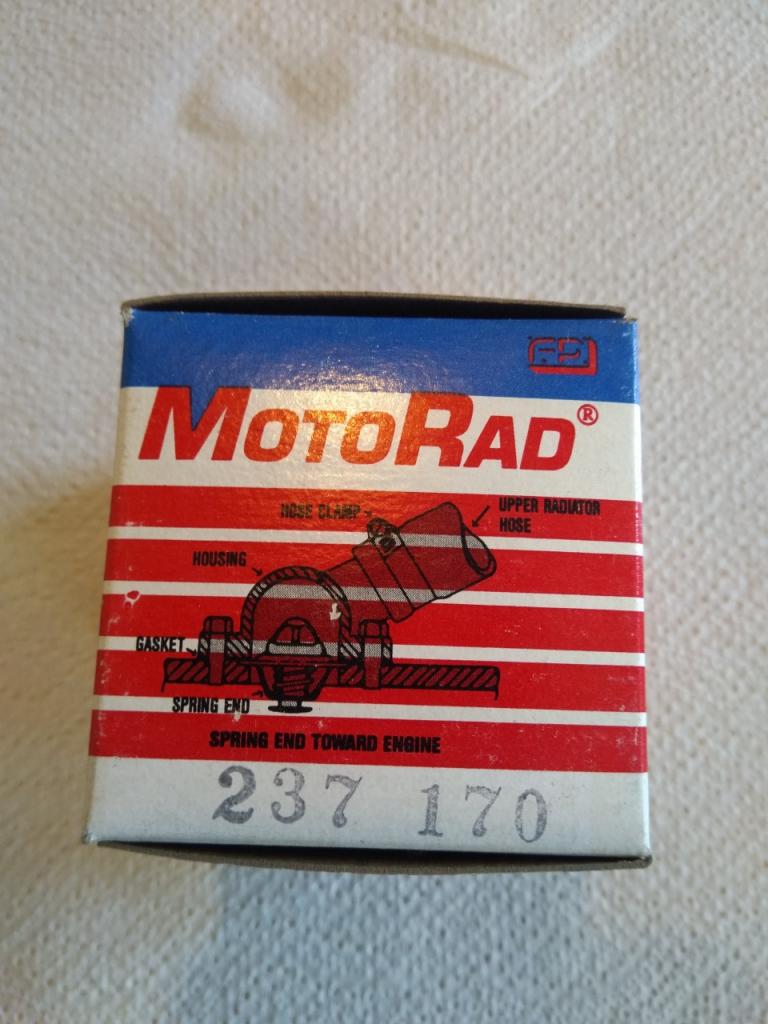 MOTORAD®
HOSE CLAMP
UPPER RADIATOR
HOSE
HOUSING
GASKET
SPRING END
SPRING END TOWARD ENGINE
237 170